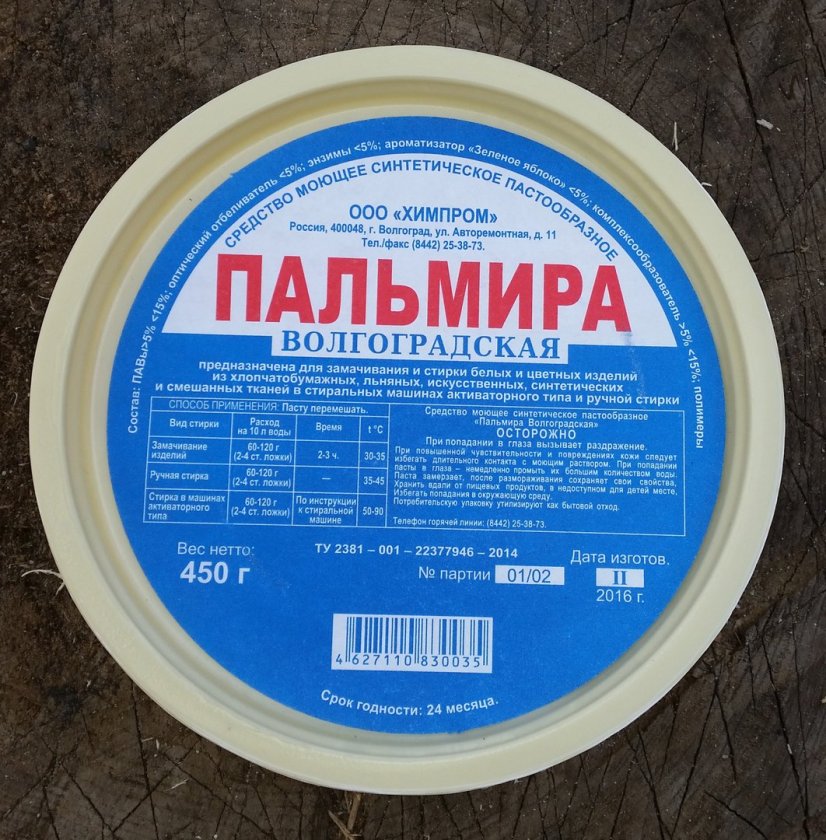 Состав: ПАВы>5% <15%; оптический отбеливатель <5%; энзимы <5%; ароматизатор «Зеленое яблоко» <5%; комплексообразователь >5% <15%; полимеры
СРЕДСТВО МОЮЩЕЕ СИНТЕТИЧЕСКОЕ ПАСТООБРАЗНОЕ
ООО «ХИМПРОМ»
Россия, 400048, г. Волгоград, ул. Авторемонтная, д. 11
Тел./факс (8442) 25-38-73.
ПАЛЬМИРА
ВОЛГОГРАДСКАЯ
предназначена для замачивания и стирки белых и цветных изделий
из хлопчатобумажных, льняных, искусственных, синтетических
и смешанных тканей в стиральных машинах активаторного типа и ручной стирки
СПОСОБ ПРИМЕНЕНИЯ: Пасту перемешать.
Вид стирки Расход на 10 л воды Время t °C
Замачивание изделий 60-120 г (2-4 ст. ложки) 2-3 ч. 30-35
Ручная стирка 60-120 г (2-4 ст. ложки) — 35-45
Стирка в машинах активаторного типа 60-120 г (2-4 ст. ложки) По инструкции к стиральной машине 50-90
Средство моющее синтетическое пастообразное
«Пальмира Волгоградская»
ОСТОРОЖНО
При попадании в глаза вызывает раздражение.
При повышенной чувствительности и повреждениях кожи следует
избегать длительного контакта с моющим раствором. При попадании
пасты в глаза – немедленно промыть их большим количеством воды.
Паста замерзает, после размораживания сохраняет свои свойства.
Хранить вдали от пищевых продуктов, в недоступном для детей месте.
Избегать попадания в окружающую среду.
Потребительскую упаковку утилизируют как бытовой отход.
Телефон горячей линии: (8442) 25-38-73.
Вес нетто:
450 г
ТУ 2381 – 001 – 22377946 – 2014
№ партии 01/02
Дата изготов.
II
2016 г.
4 627110 830035
Срок годности: 24 месяца.